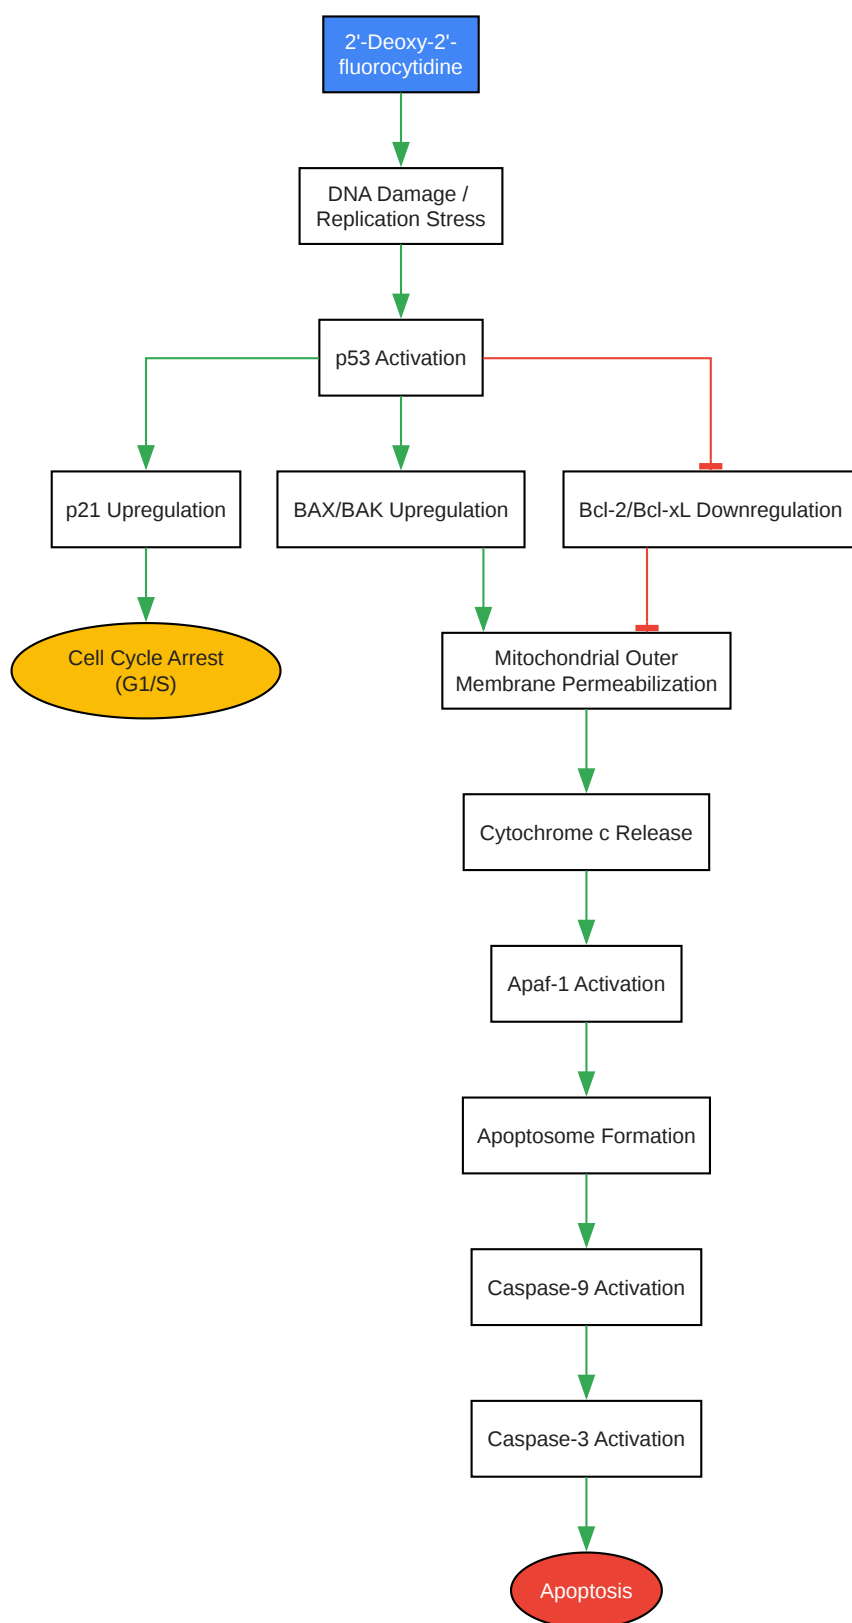 2'-Deoxy-2'-
fluorocytidine
DNA Damage /
Replication Stress
p53 Activation
p21 Upregulation
BAX/BAK Upregulation
Bcl-2/Bcl-xL Downregulation
Cell Cycle Arrest
(G1/S)
Mitochondrial Outer
Membrane Permeabilization
Cytochrome c Release
Apaf-1 Activation
Apoptosome Formation
Caspase-9 Activation
Caspase-3 Activation
Apoptosis